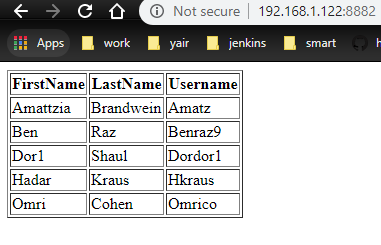 Not secure | 192.168.1.122:8882
Apps work yair jenkins smart
FirstName LastName Username
Amattzia Brandwein Amatz
Ben Raz Benraz9
Dor1 Shaul Dordor1
Hadar Kraus Hkraus
Omri Cohen Omrico